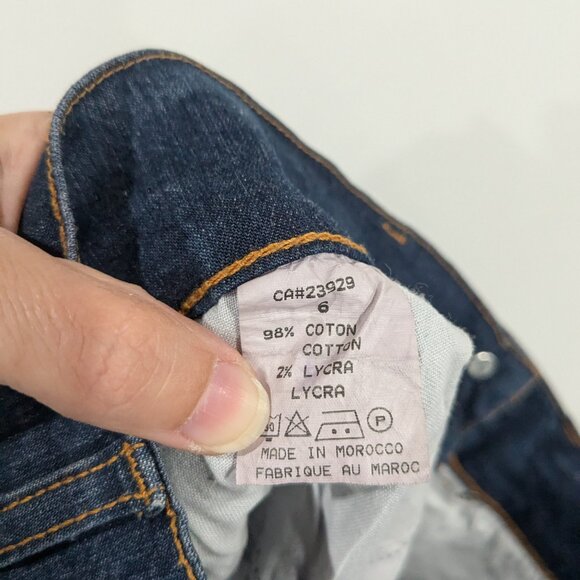 CA#23929
6
98% COTON
COTTON
2% LYCRA
LYCRA
P
MADE IN MOROCCO
FABRIQUE AU MAROC